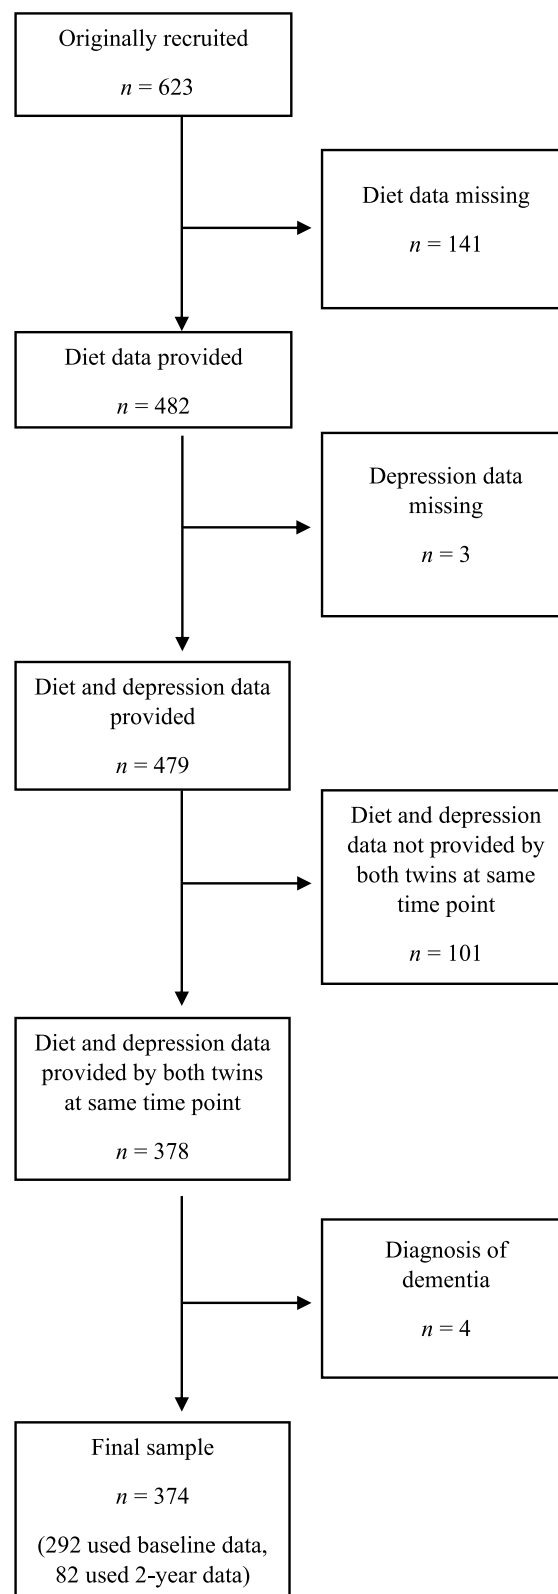 Originally recruited
n = 623
Diet data missing
n = 141
Diet data provided
n = 482
Depression data
missing
n = 3
Diet and depression data
provided
n = 479
Diet and depression
data not provided by
both twins at same
time point
n = 101
Diet and depression data
provided by both twins
at same time point
n = 378
Diagnosis of
dementia
n = 4
Final sample
n = 374
(292 used baseline data,
82 used 2-year data)